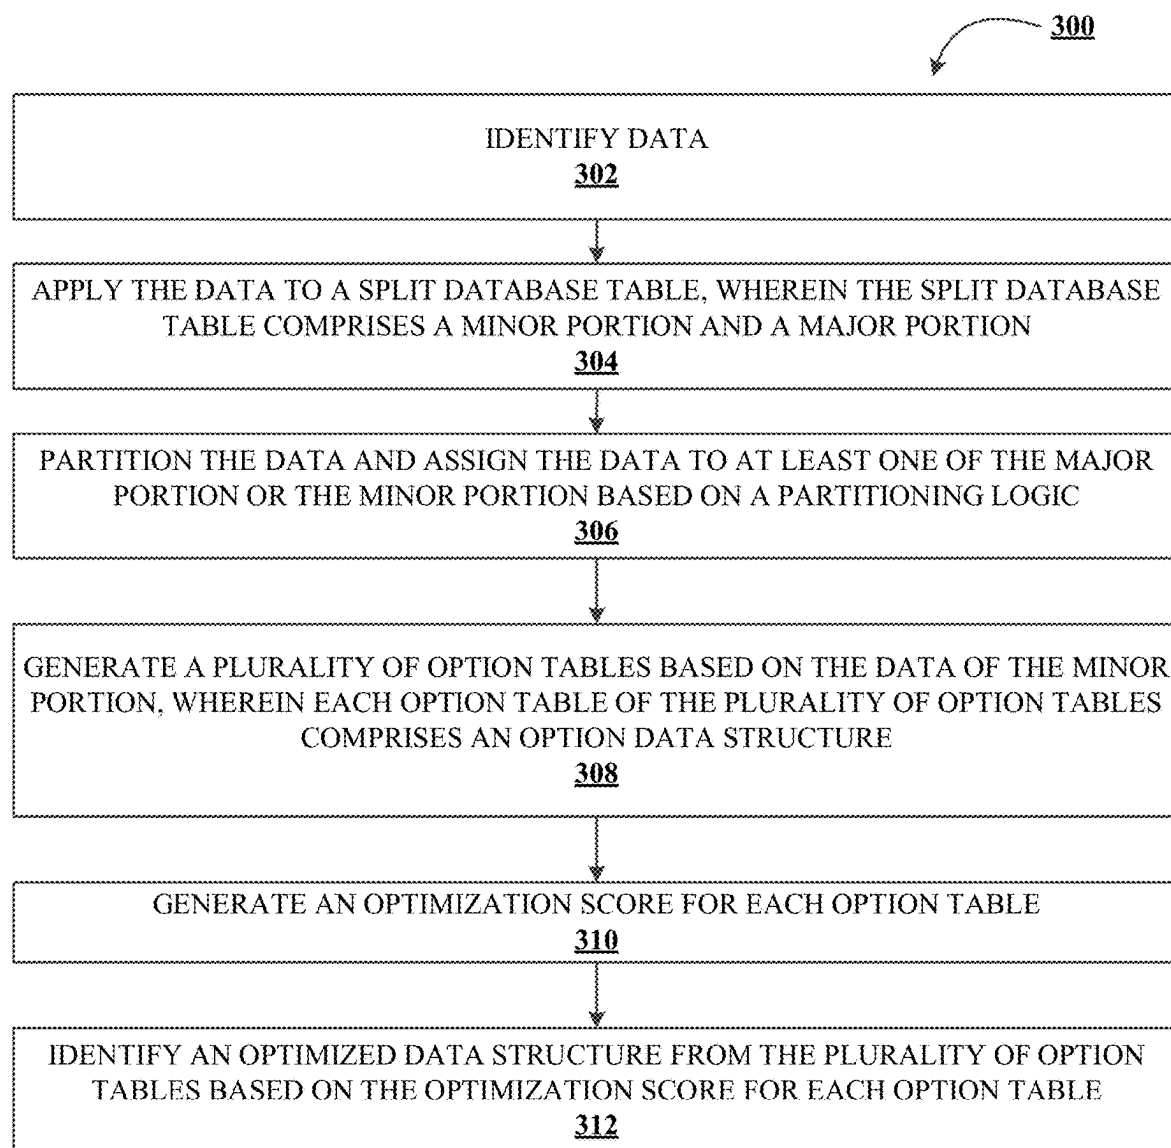 300
IDENTIFY DATA
302
APPLY THE DATA TO A SPLIT DATABASE TABLE, WHEREIN THE SPLIT DATABASE
TABLE COMPRISES A MINOR PORTION AND A MAJOR PORTION
304
PARTITION THE DATA AND ASSIGN THE DATA TO AT LEAST ONE OF THE MAJOR
PORTION OR THE MINOR PORTION BASED ON A PARTITIONING LOGIC
306
GENERATE A PLURALITY OF OPTION TABLES BASED ON THE DATA OF THE MINOR
PORTION, WHEREIN EACH OPTION TABLE OF THE PLURALITY OF OPTION TABLES
COMPRISES AN OPTION DATA STRUCTURE
308
GENERATE AN OPTIMIZATION SCORE FOR EACH OPTION TABLE
310
IDENTIFY AN OPTIMIZED DATA STRUCTURE FROM THE PLURALITY OF OPTION
TABLES BASED ON THE OPTIMIZATION SCORE FOR EACH OPTION TABLE
312